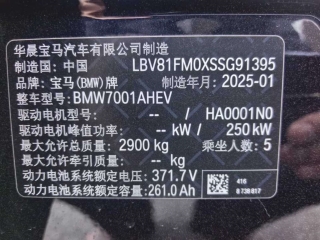 华晨宝马汽车有限公司制造
制造国: 中国 LBV81FM0XSSG91395
品牌: 宝马(BMW)牌 制造年月: 2025-01
整车型号: BMW7001AHEV
驱动电机型号: -- / HA0001N0
驱动电机峰值功率: -- kW / 250 kW
最大允许总质量: 2900 kg 乘坐人数: 5
最大允许牵引质量: -- kg
动力电池系统额定电压: 371.7 V
动力电池系统额定容量: 261.0 Ah
416
8 738 817